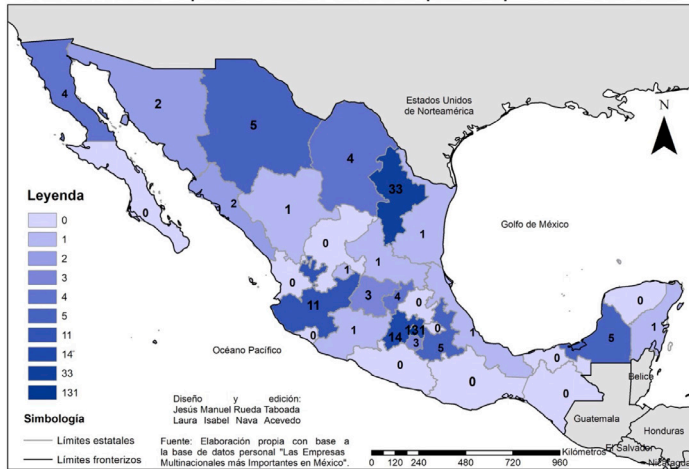 Estados Unidos
de Norteamérica
N
4
2
5
4
33
Leyenda
0
1
2
3
4
5
11
14
33
131
2
1
0
1
0
0
1
1
Golfo de México
0
11
3
4
0
0
1
14
131
3
0
5
1
0
5
1
0
0
0
0
Océano Pacífico
Belice
Guatemala
Honduras
El Salvador
Diseño y edición:
Jesús Manuel Rueda Taboada
Laura Isabel Nava Acevedo
Simbología
Límites estatales
Límites fronterizos
Fuente: Elaboración propia con base a
la base de datos personal "Las Empresas
Multinacionales más Importantes en México".
Kilómetros
0 120 240 480 720 960